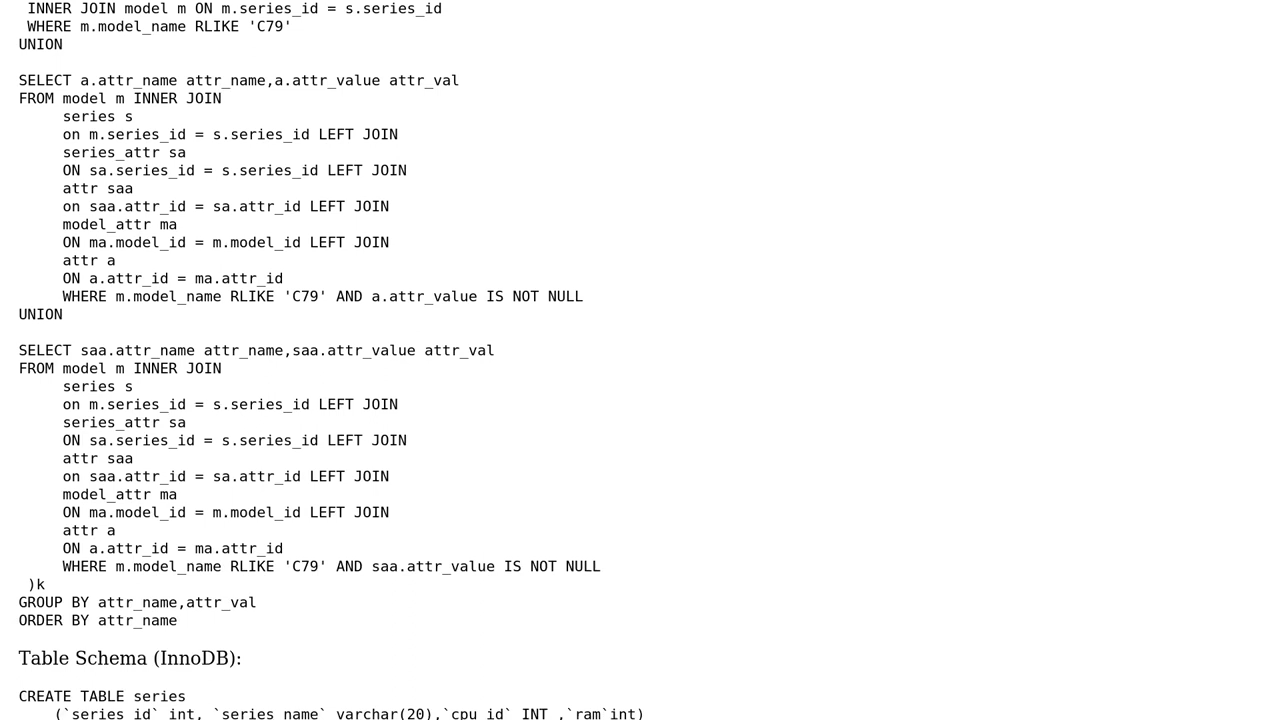 INNER JOIN model m ON m.series_id = s.series_id
WHERE m.model_name RLIKE 'C79'
UNION
SELECT a.attr_name attr_name,a.attr_value attr_val
FROM model m INNER JOIN
series s
on m.series_id = s.series_id LEFT JOIN
series_attr sa
ON sa.series_id = s.series_id LEFT JOIN
attr saa
on saa.attr_id = sa.attr_id LEFT JOIN
model_attr ma
ON ma.model_id = m.model_id LEFT JOIN
attr a
ON a.attr_id = ma.attr_id
WHERE m.model_name RLIKE 'C79' AND a.attr_value IS NOT NULL
UNION
SELECT saa.attr_name attr_name,saa.attr_value attr_val
FROM model m INNER JOIN
series s
on m.series_id = s.series_id LEFT JOIN
series_attr sa
ON sa.series_id = s.series_id LEFT JOIN
attr saa
on saa.attr_id = sa.attr_id LEFT JOIN
model_attr ma
ON ma.model_id = m.model_id LEFT JOIN
attr a
ON a.attr_id = ma.attr_id
WHERE m.model_name RLIKE 'C79' AND saa.attr_value IS NOT NULL
)k
GROUP BY attr_name,attr_val
ORDER BY attr_name
Table Schema (InnoDB):
CREATE TABLE series
(`series_id` int, `series_name` varchar(20),`cpu_id` INT ,`ram`int)